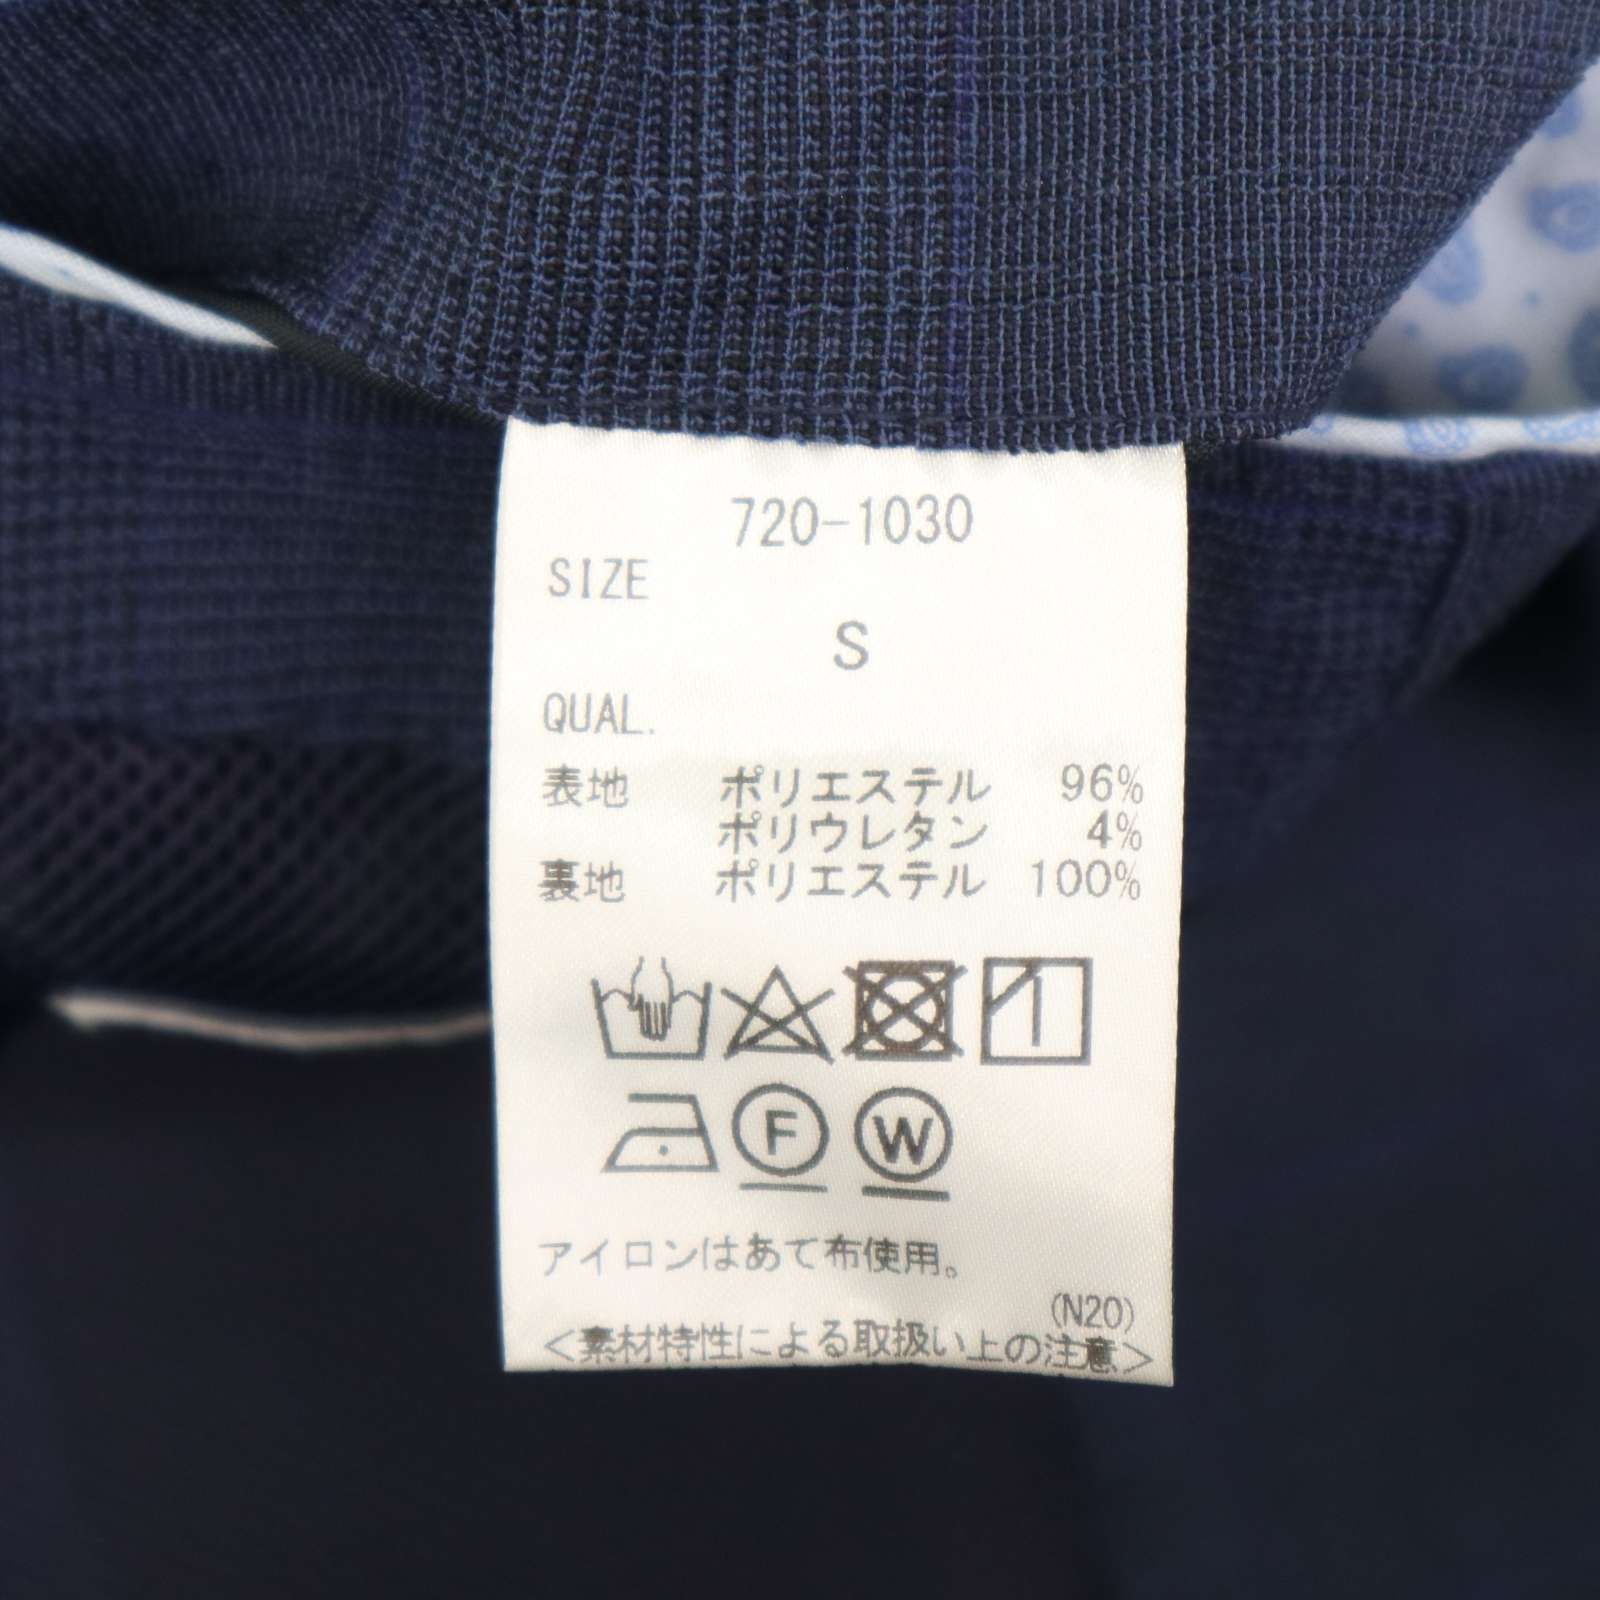 720-1030
SIZE
S
QUAL.
表地 ポリエステル 96%
ポリウレタン 4%
裏地 ポリエステル 100%
F W
アイロンはあて布使用。
(N20)
<素材特性による取扱い上の注意>